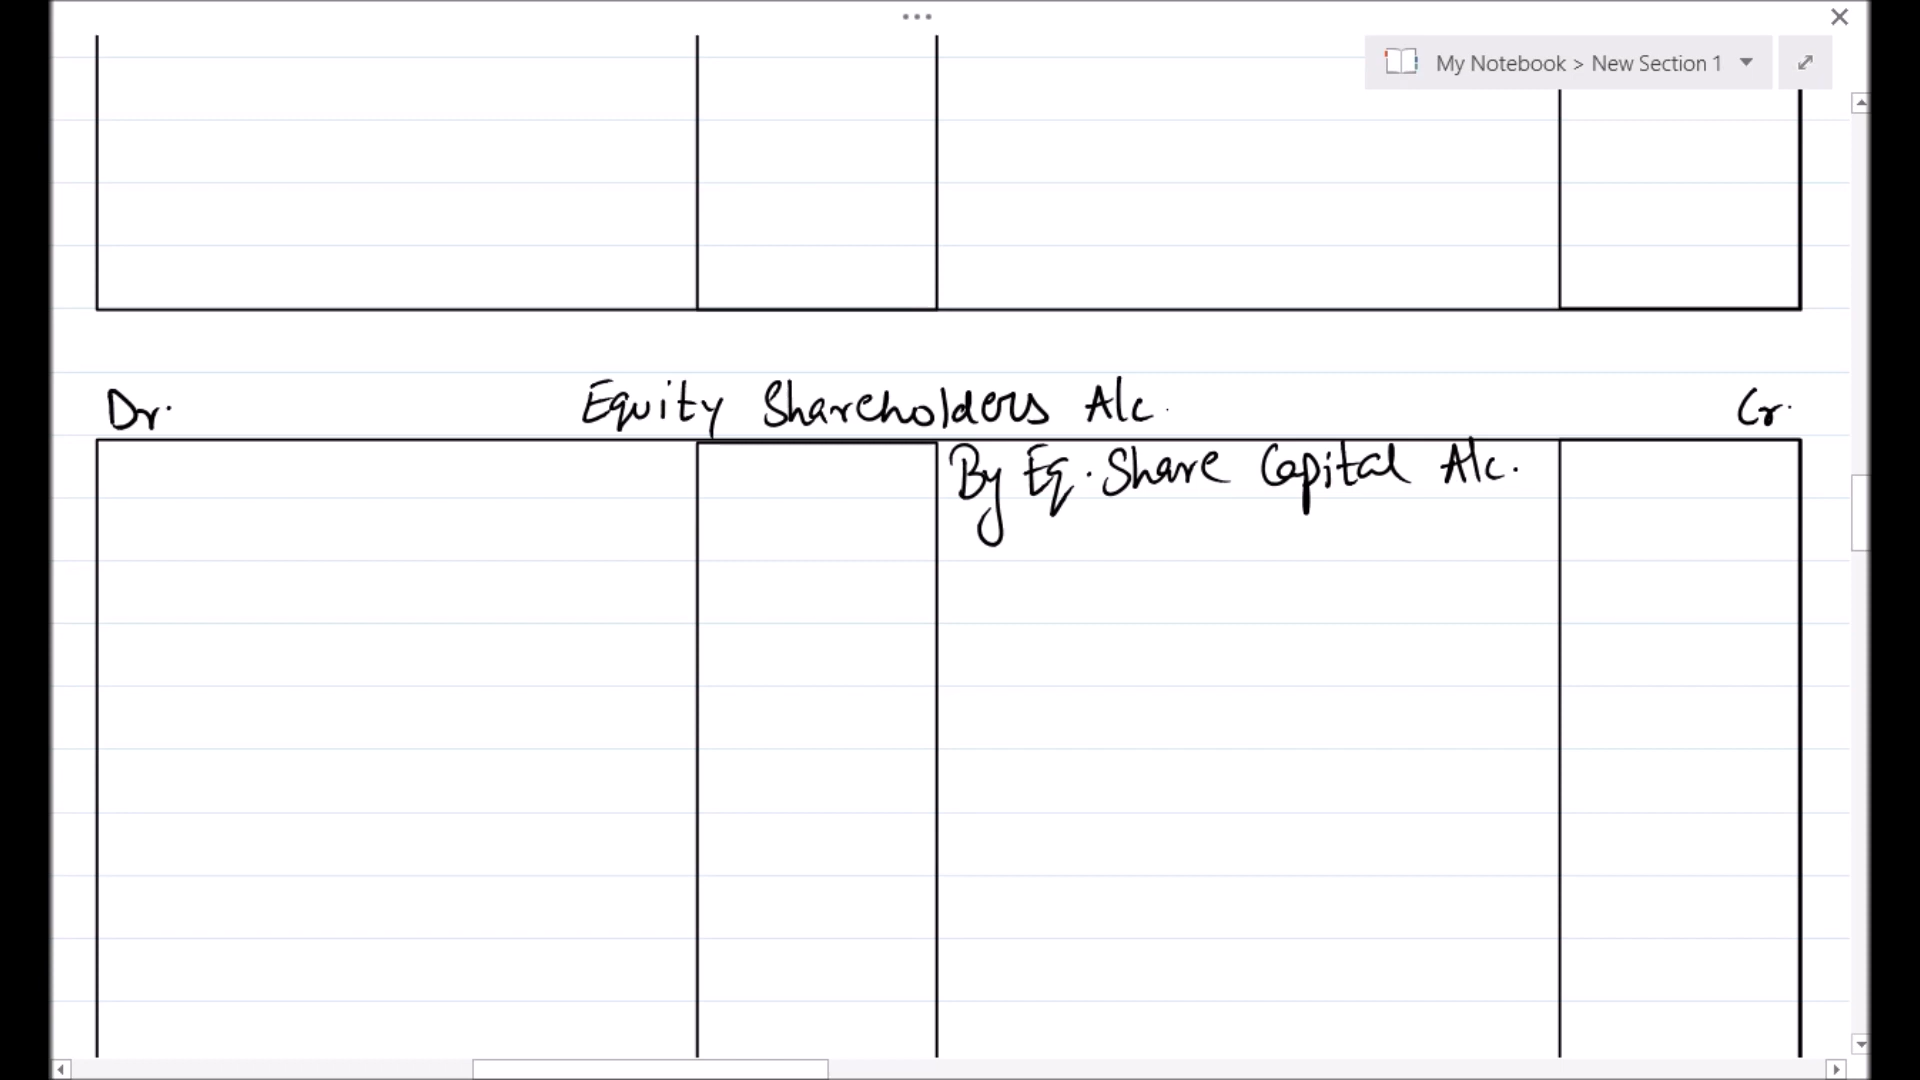 My Notebook > New Section 1
Dr. Equity Shareholders A/c. Cr.
By Eq. Share Capital A/c.